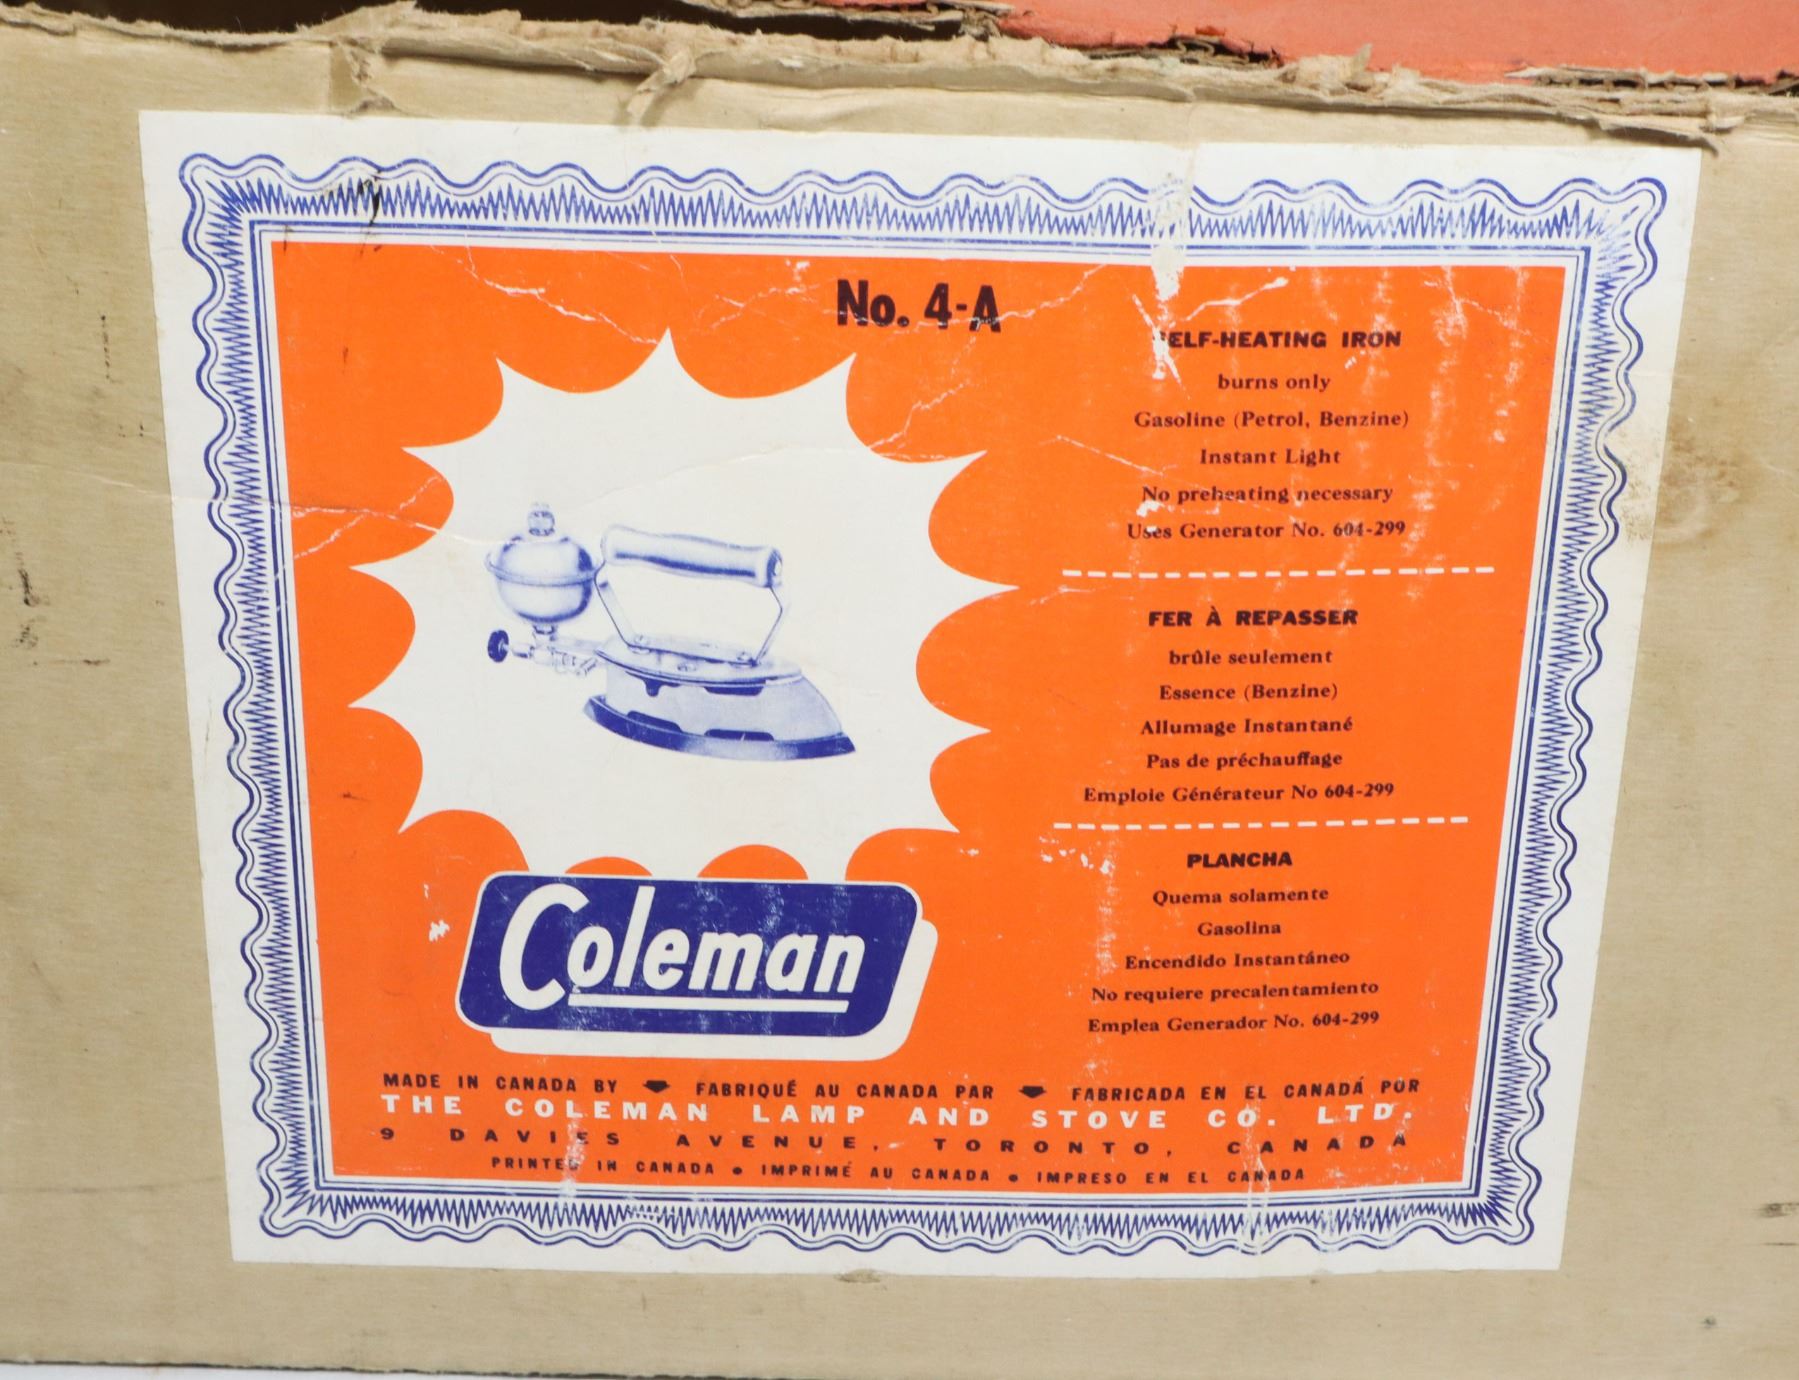 No. 4-A
SELF-HEATING IRON
burns only
Gasoline (Petrol, Benzine)
Instant Light
No preheating necessary
Uses Generator No. 604-299
FER À REPASSER
brûle seulement
Essence (Benzine)
Allumage Instantané
Pas de préchauffage
Emploie Générateur No 604-299
PLANCHA
Quema solamente
Gasolina
Encendido Instantáneo
No requiere precalentamiento
Emplea Generador No. 604-299
Coleman
MADE IN CANADA BY FABRIQUÉ AU CANADA PAR FABRICADA EN EL CANADÁ POR
THE COLEMAN LAMP AND STOVE CO. LTD.
9 DAVIES AVENUE, TORONTO, CANADA
PRINTED IN CANADA • IMPRIMÉ AU CANADA • IMPRESO EN EL CANADA